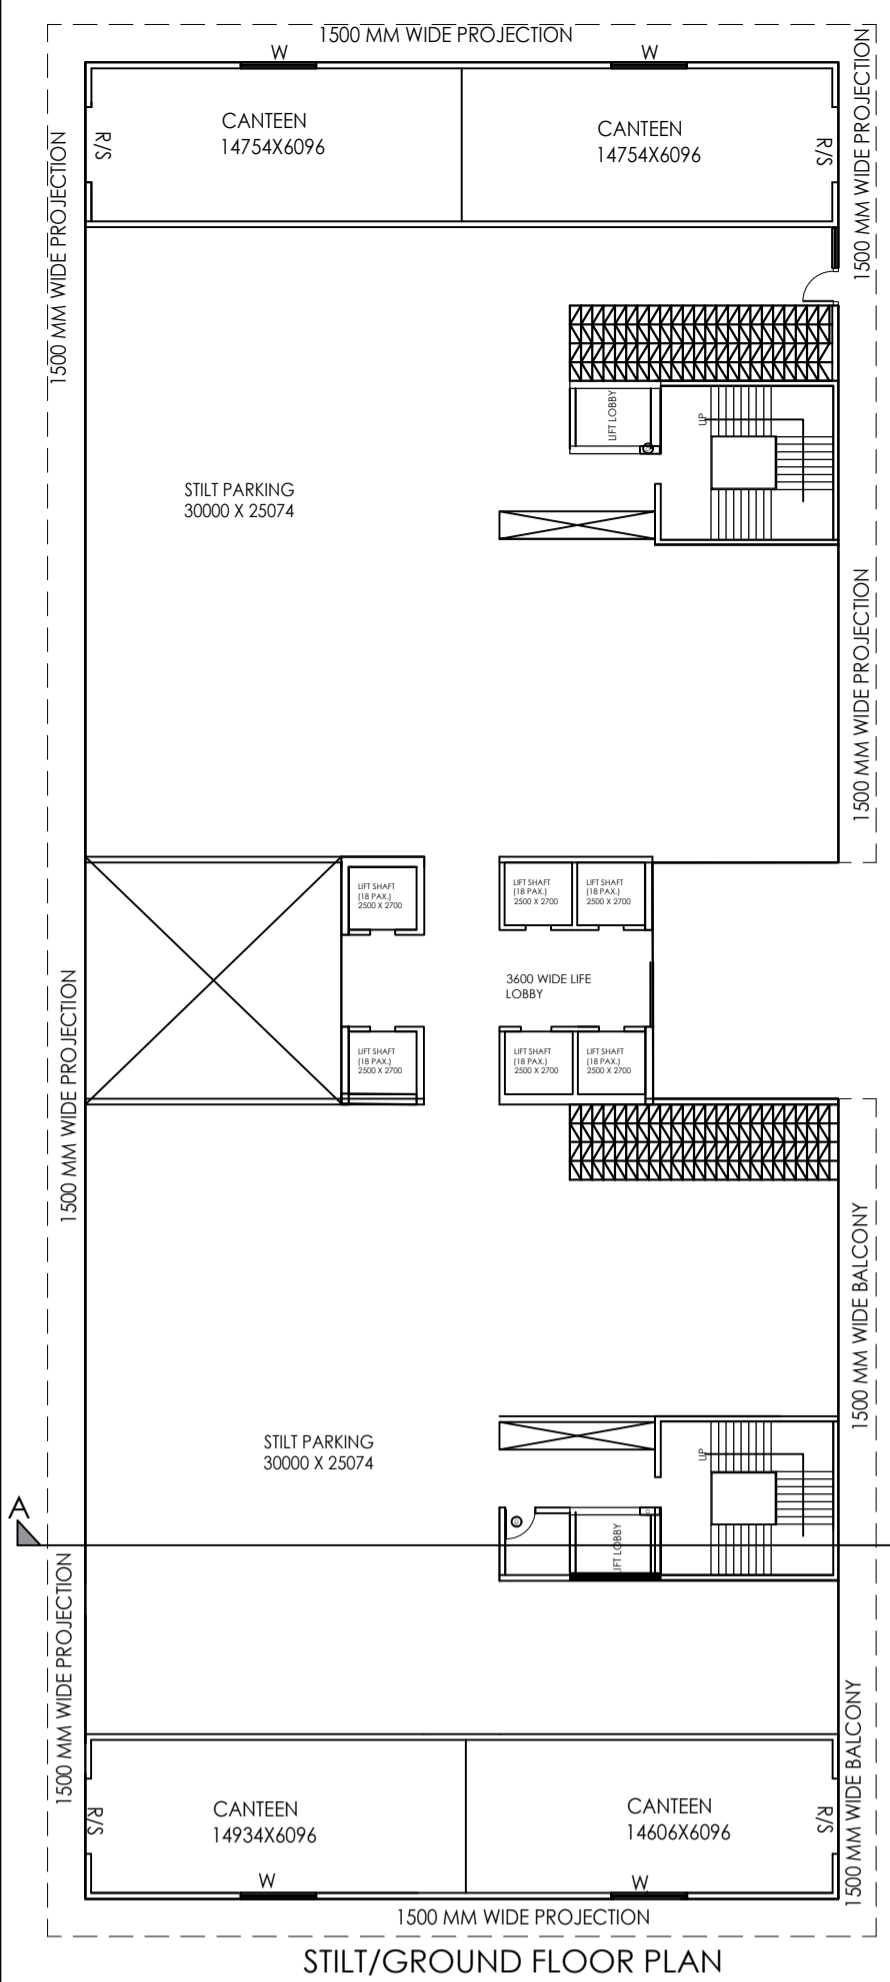 1500 MM WIDE PROJECTION
W
W
1500 MM WIDE PROJECTION
1500 MM WIDE PROJECTION
CANTEEN
14754X6096
CANTEEN
14754X6096
R/S
R/S
LIFT LOBBY
UP
STILT PARKING
30000 X 25074
1500 MM WIDE PROJECTION
LIFT SHAFT
(18 PAX.)
2500 X 2700
LIFT SHAFT
(18 PAX.)
2500 X 2700
LIFT SHAFT
(18 PAX.)
2500 X 2700
3600 WIDE LIFE
LOBBY
1500 MM WIDE PROJECTION
LIFT SHAFT
(18 PAX.)
2500 X 2700
LIFT SHAFT
(18 PAX.)
2500 X 2700
LIFT SHAFT
(18 PAX.)
2500 X 2700
1500 MM WIDE BALCONY
STILT PARKING
30000 X 25074
UP
LIFT LOBBY
A
1500 MM WIDE PROJECTION
1500 MM WIDE BALCONY
CANTEEN
14934X6096
CANTEEN
14606X6096
R/S
R/S
W
W
1500 MM WIDE PROJECTION
STILT/GROUND FLOOR PLAN